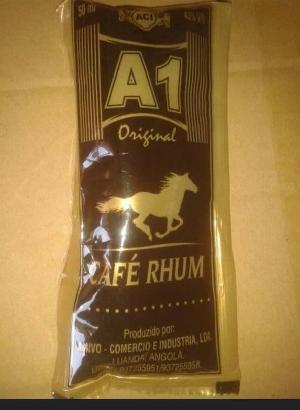 50 ml
ACI
A1
Original
CAFÉ RHUM
Produzido por:
COMERCIO E INDUSTRIA, LDA
LUANDA, ANGOLA.